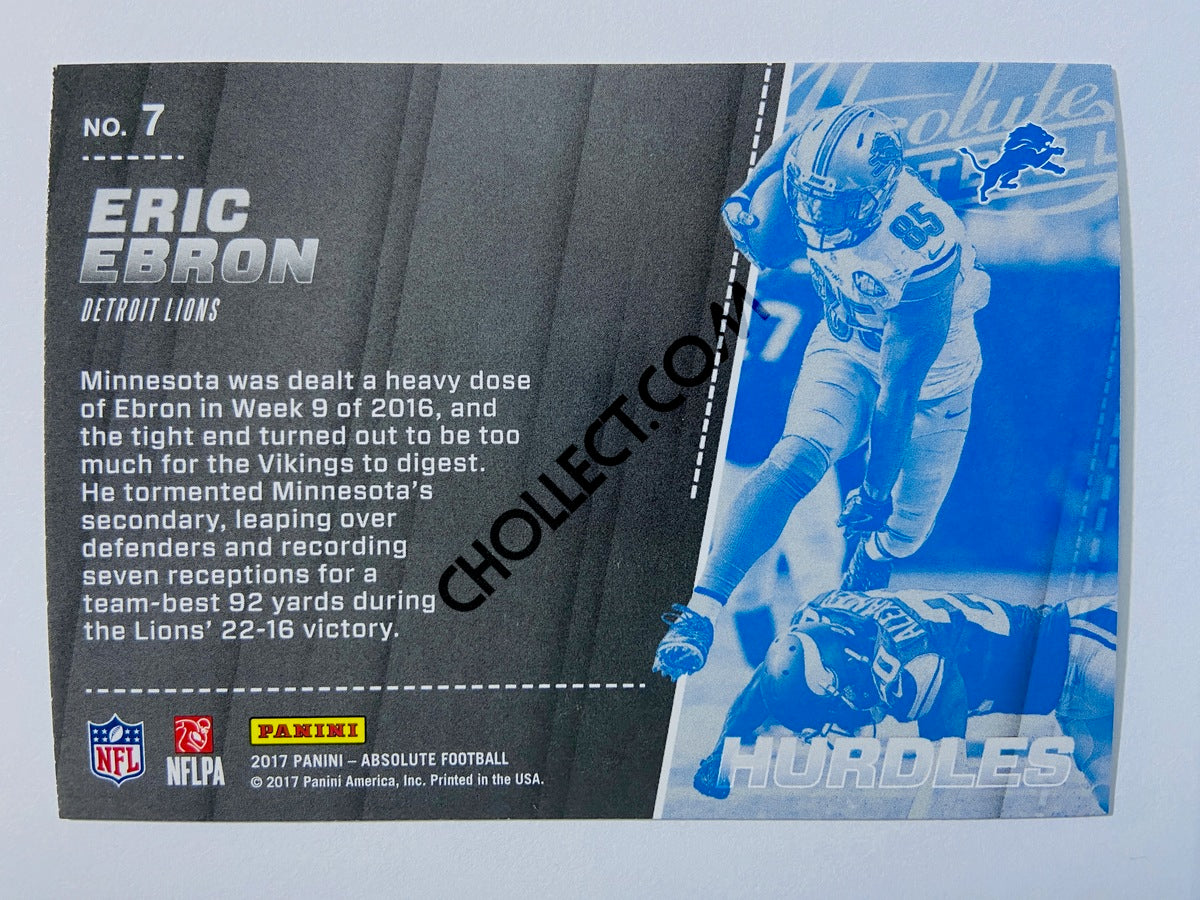 NO. 7
ERIC
EBRON
DETROIT LIONS
Minnesota was dealt a heavy dose
of Ebron in Week 9 of 2016, and
the tight end turned out to be too
much for the Vikings to digest.
He tormented Minnesota's
secondary, leaping over
defenders and recording
seven receptions for a
team-best 92 yards during
the Lions' 22-16 victory.
NFL
NFLPA
PANINI
2017 PANINI – ABSOLUTE FOOTBALL
© 2017 Panini America, Inc. Printed in the USA.
Absolute
85
85
HURDLES
CHOLLECT.COM